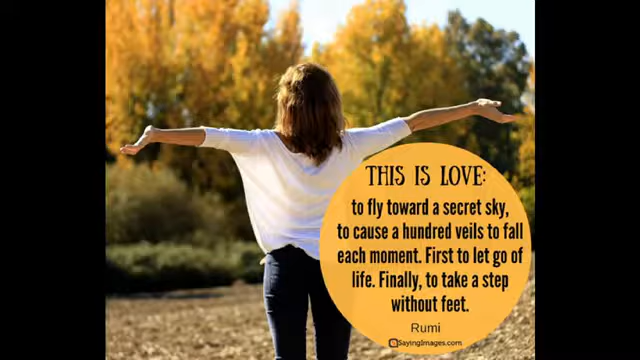 THIS IS LOVE:
to fly toward a secret sky,
to cause a hundred veils to fall
each moment. First to let go of
life. Finally, to take a step
without feet.
Rumi
SayingImages.com